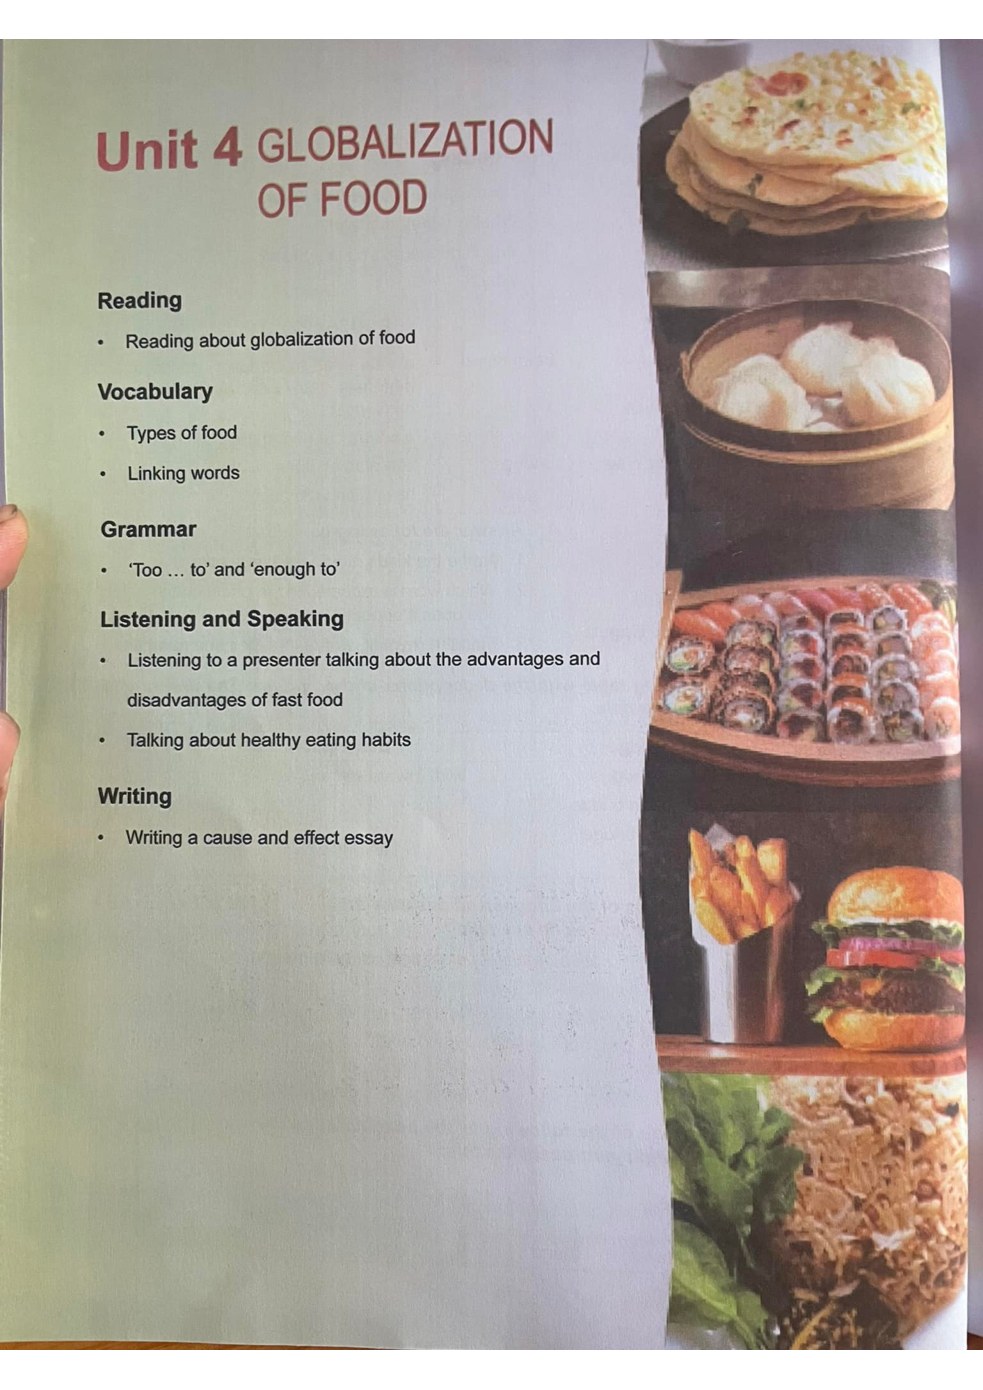 Unit 4 GLOBALIZATION
OF FOOD
Reading
• Reading about globalization of food
Vocabulary
• Types of food
• Linking words
Grammar
• ‘Too ... to’ and ‘enough to’
Listening and Speaking
• Listening to a presenter talking about the advantages and
disadvantages of fast food
• Talking about healthy eating habits
Writing
• Writing a cause and effect essay